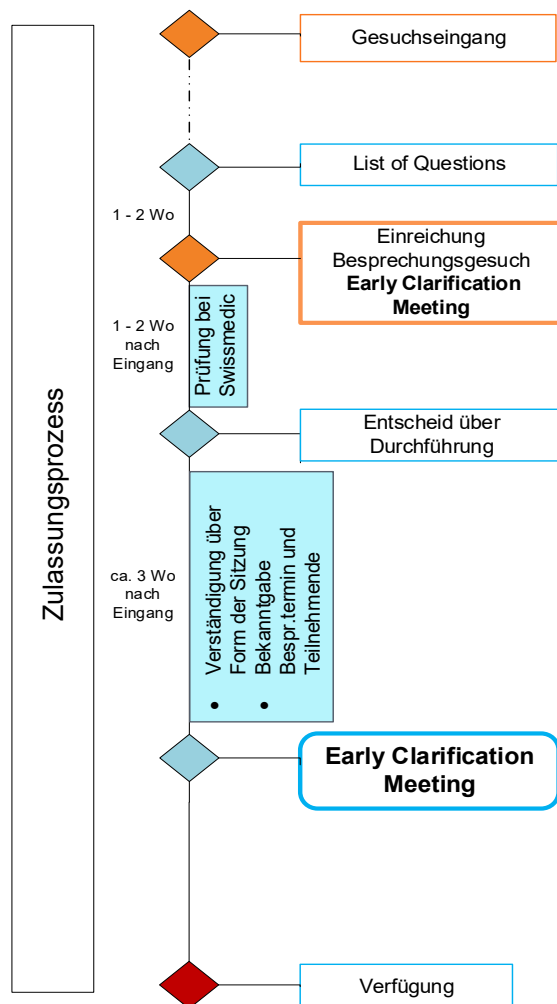 Zulassungsprozess
Gesuchseingang
List of Questions
1 - 2 Wo
Einreichung
Besprechungsgesuch
Early Clarification
Meeting
1 - 2 Wo
nach
Eingang
Prüfung bei
Swissmedic
Entscheid über
Durchführung
ca. 3 Wo
nach
Eingang
• Verständigung über
Form der Sitzung
• Bekanntgabe
Bespr.termin und
Teilnehmende
Early Clarification
Meeting
Verfügung